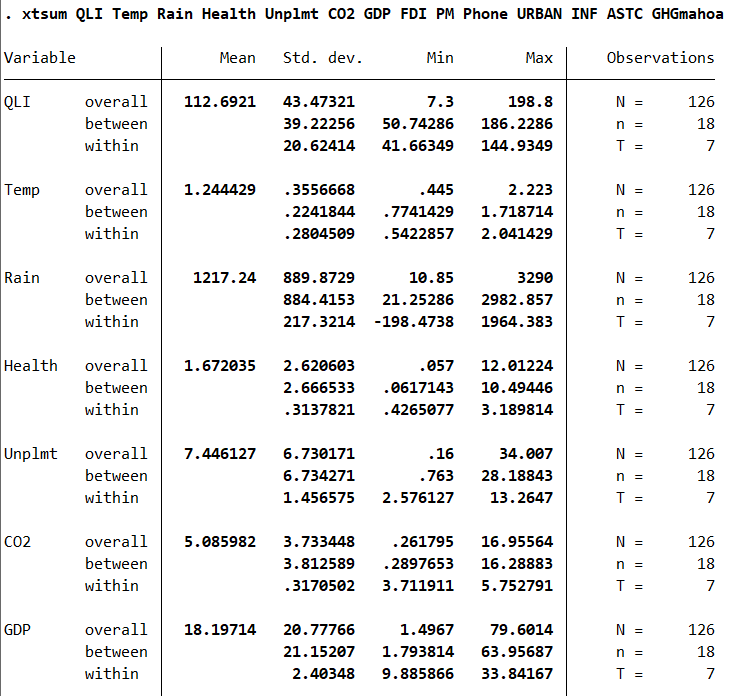 . xtsum QLI Temp Rain Health Unplmt CO2 GDP FDI PM Phone URBAN INF ASTC GHGmahoa
Variable Mean Std. dev. Min Max Observations
QLI overall 112.6921 43.47321 7.3 198.8 N = 126
between 39.22256 50.74286 186.2286 n = 18
within 20.62414 41.66349 144.9349 T = 7
Temp overall 1.244429 .3556668 .445 2.223 N = 126
between .2241844 .7741429 1.718714 n = 18
within .2804509 .5422857 2.041429 T = 7
Rain overall 1217.24 889.8729 10.85 3290 N = 126
between 884.4153 21.25286 2982.857 n = 18
within 217.3214 -198.4738 1964.383 T = 7
Health overall 1.672035 2.620603 .057 12.01224 N = 126
between 2.666533 .0617143 10.49446 n = 18
within .3137821 .4265077 3.189814 T = 7
Unplmt overall 7.446127 6.730171 .16 34.007 N = 126
between 6.734271 .763 28.18843 n = 18
within 1.456575 2.576127 13.2647 T = 7
CO2 overall 5.085982 3.733448 .261795 16.95564 N = 126
between 3.812589 .2897653 16.28883 n = 18
within .3170502 3.711911 5.752791 T = 7
GDP overall 18.19714 20.77766 1.4967 79.6014 N = 126
between 21.15207 1.793814 63.95687 n = 18
within 2.40348 9.885866 33.84167 T = 7